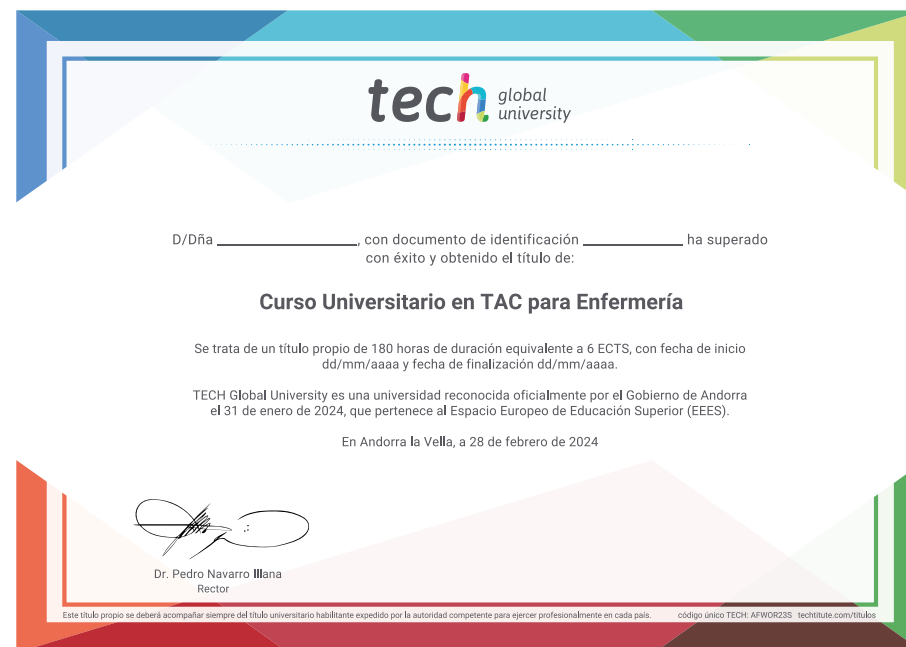 tech global university
D/Dña ____________________, con documento de identificación ______________ ha superado
con éxito y obtenido el título de:
Curso Universitario en TAC para Enfermería
Se trata de un título propio de 180 horas de duración equivalente a 6 ECTS, con fecha de inicio
dd/mm/aaaa y fecha de finalización dd/mm/aaaa.
TECH Global University es una universidad reconocida oficialmente por el Gobierno de Andorra
el 31 de enero de 2024, que pertenece al Espacio Europeo de Educación Superior (EEES).
En Andorra la Vella, a 28 de febrero de 2024
Dr. Pedro Navarro Illana
Rector
Este título propio se deberá acompañar siempre del título universitario habilitante expedido por la autoridad competente para ejercer profesionalmente en cada país. código único TECH: AFWOR23S techtitute.com/titulos